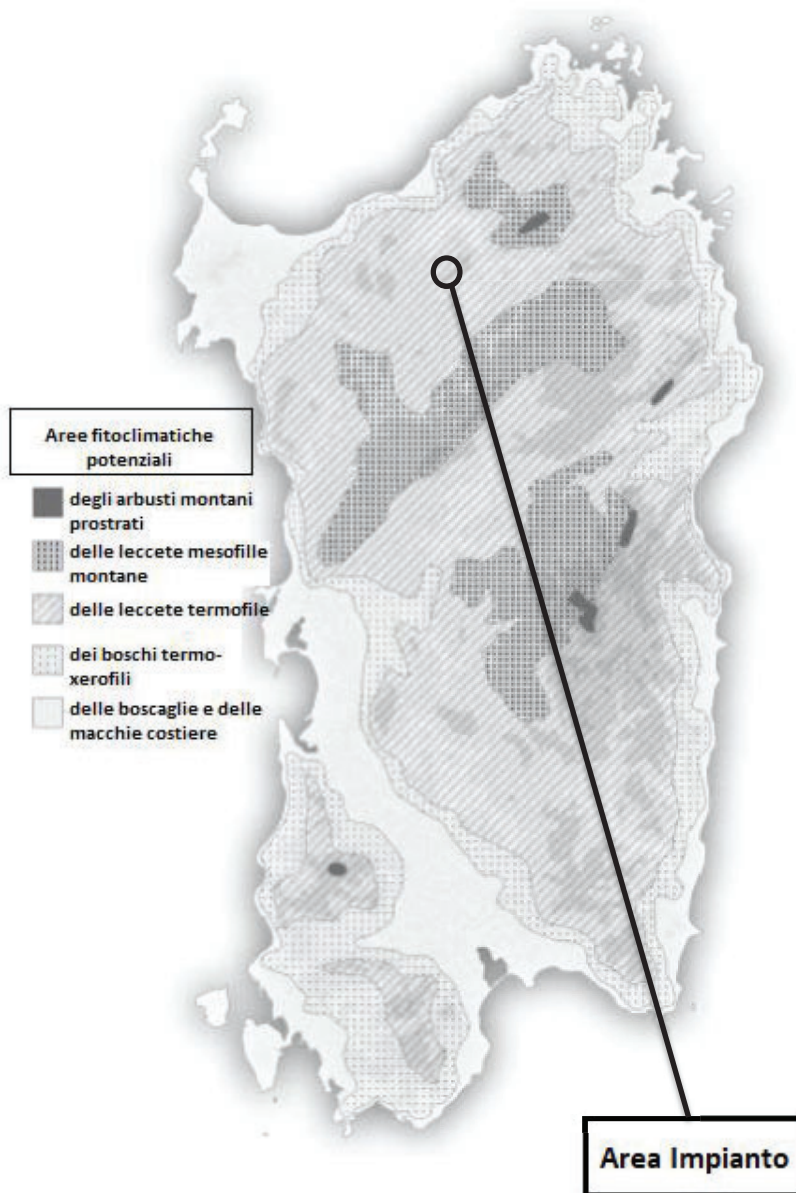 Aree fitoclimatiche
potenziali
degli arbusti montani
prostrati
delle leccete mesofille
montane
delle leccete termofile
dei boschi termo-
xerofili
delle boscaglie e delle
macchie costiere
Area Impianto